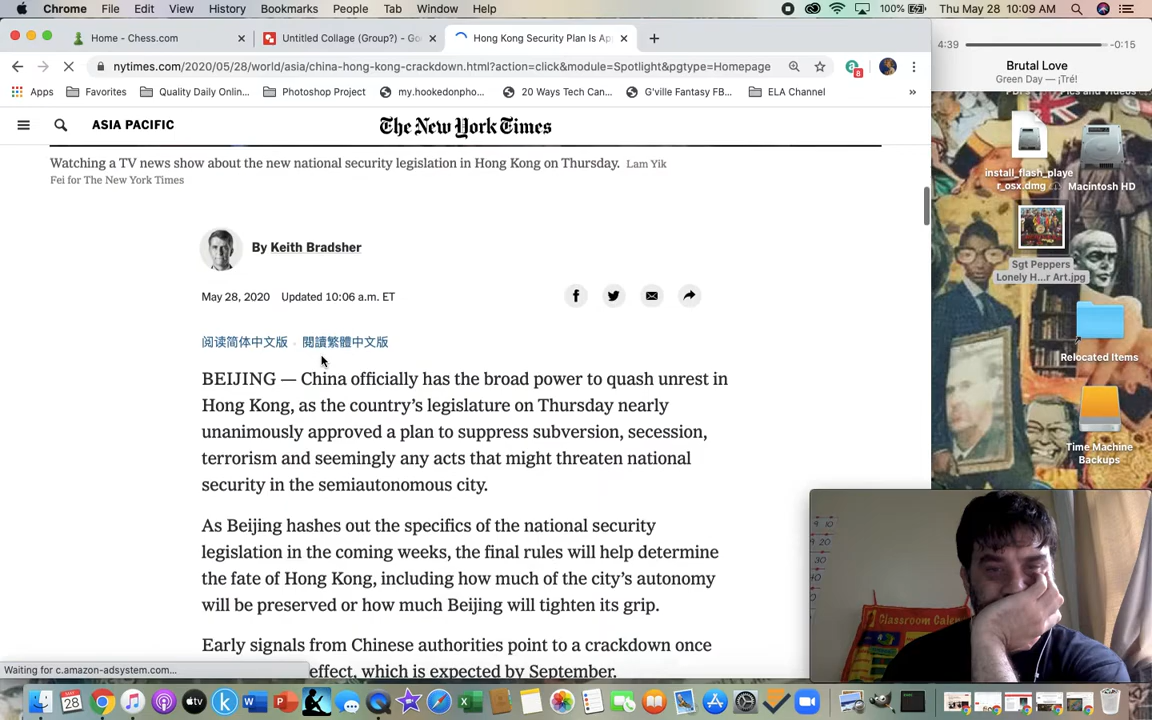 Chrome File Edit View History Bookmarks People Tab Window Help 100% Thu May 28 10:09 AM
Home - Chess.com Untitled Collage (Group?) - Go Hong Kong Security Plan Is Ap
nytimes.com/2020/05/28/world/asia/china-hong-kong-crackdown.html?action=click&module=Spotlight&pgtype=Homepage
8
Apps Favorites Quality Daily Onlin... Photoshop Project my.hookedonpho... 20 Ways Tech Can... G'ville Fantasy FB... ELA Channel »
ASIA PACIFIC The New York Times
Watching a TV news show about the new national security legislation in Hong Kong on Thursday. Lam Yik
Fei for The New York Times
By Keith Bradsher
May 28, 2020 Updated 10:06 a.m. ET
阅读简体中文版 · 閱讀繁體中文版
BEIJING — China officially has the broad power to quash unrest in
Hong Kong, as the country's legislature on Thursday nearly
unanimously approved a plan to suppress subversion, secession,
terrorism and seemingly any acts that might threaten national
security in the semiautonomous city.
As Beijing hashes out the specifics of the national security
legislation in the coming weeks, the final rules will help determine
the fate of Hong Kong, including how much of the city's autonomy
will be preserved or how much Beijing will tighten its grip.
Early signals from Chinese authorities point to a crackdown once
effect, which is expected by September.
Waiting for c.amazon-adsystem.com...
4:39 -0:15
Brutal Love
Green Day — ¡Tré!
install_flash_playe
r_osx.dmg
Macintosh HD
Sgt Peppers
Lonely H...r Art.jpg
Relocated Items
Time Machine
Backups
9 10
9 20
30
Classroom Cale
MAY
28